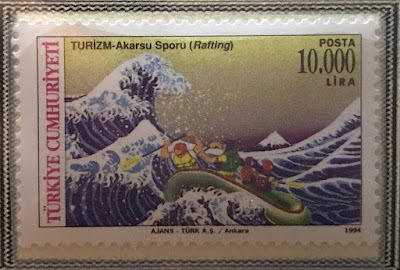 TÜRKİYE CUMHURİYETİ
TURİZM-Akarsu Sporu (Rafting)
POSTA
10.000
LİRA
AJANS - TÜRK A.Ş. / Ankara
1994